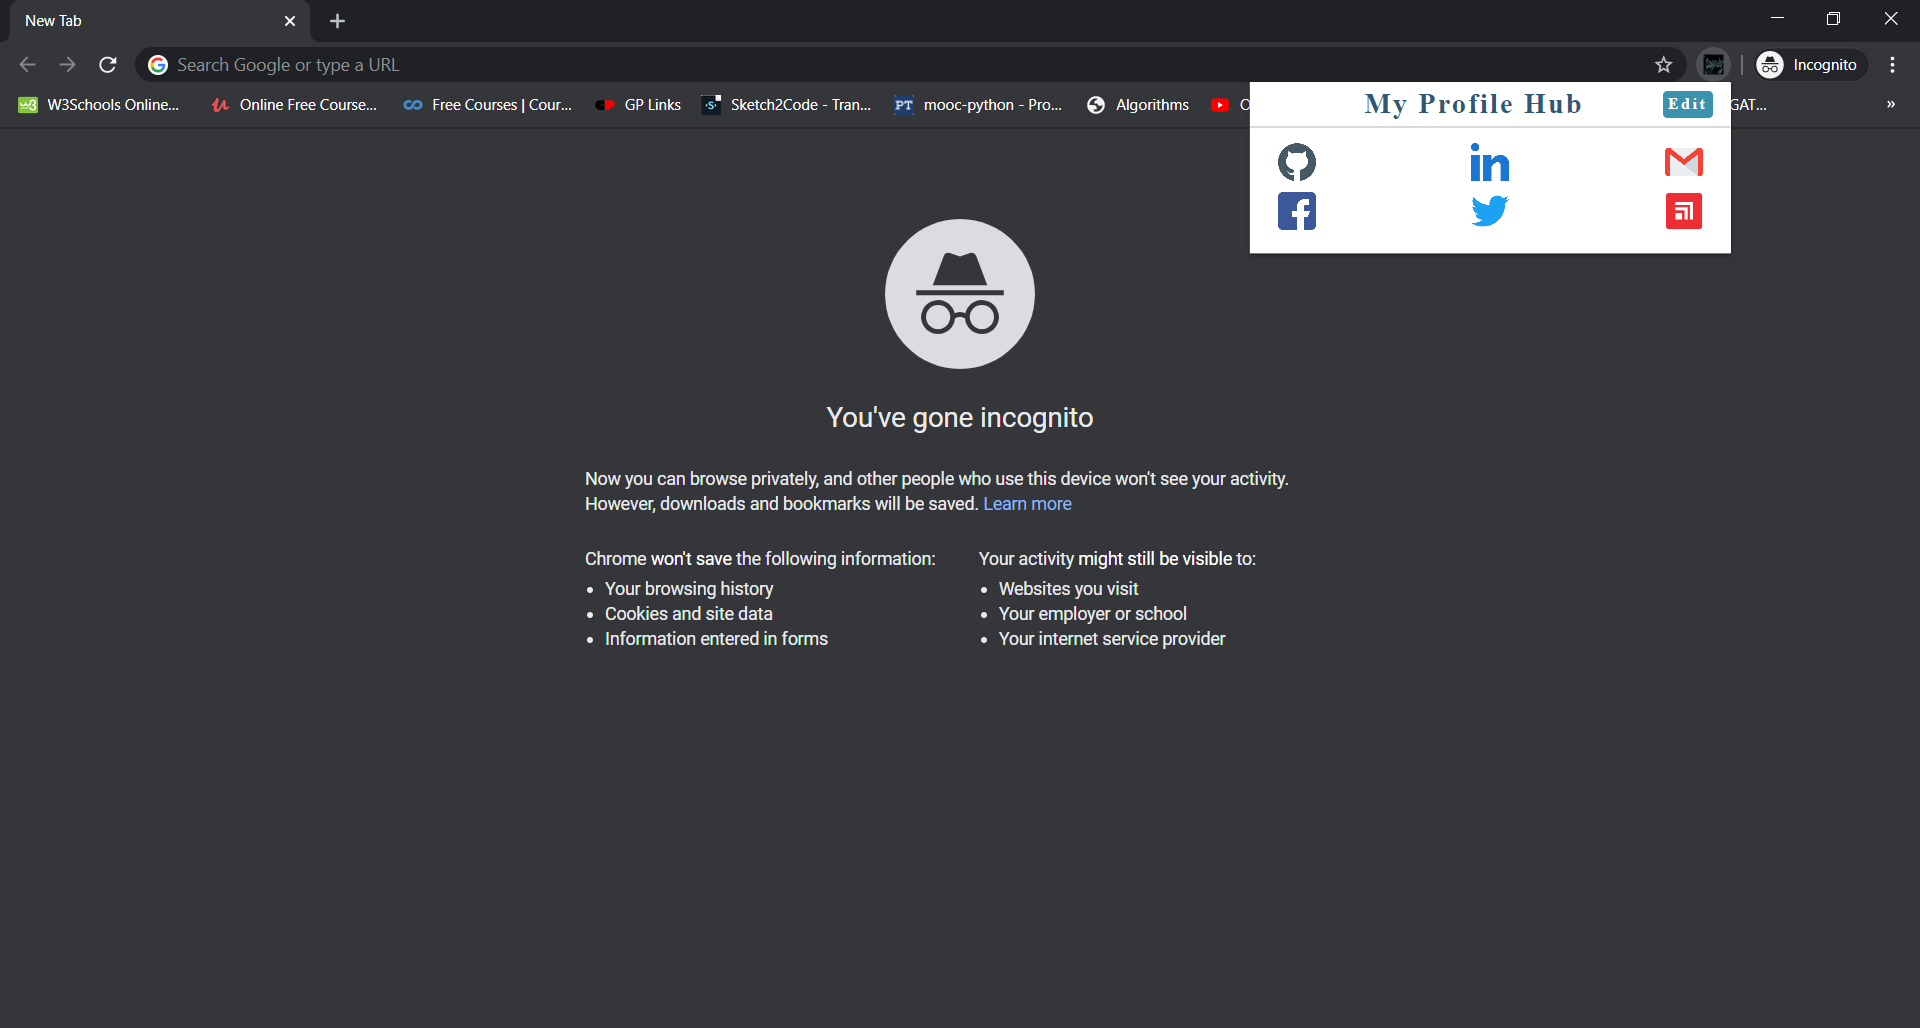 New Tab
Search Google or type a URL
Incognito
W3Schools Online...
Online Free Course...
Free Courses | Cour...
GP Links
Sketch2Code - Tran...
PT
mooc-python - Pro...
Algorithms
GAT...
My Profile Hub
Edit
in
You've gone incognito
Now you can browse privately, and other people who use this device won't see your activity.
However, downloads and bookmarks will be saved. Learn more
Chrome won't save the following information:
Your browsing history
Cookies and site data
Information entered in forms
Your activity might still be visible to:
Websites you visit
Your employer or school
Your internet service provider